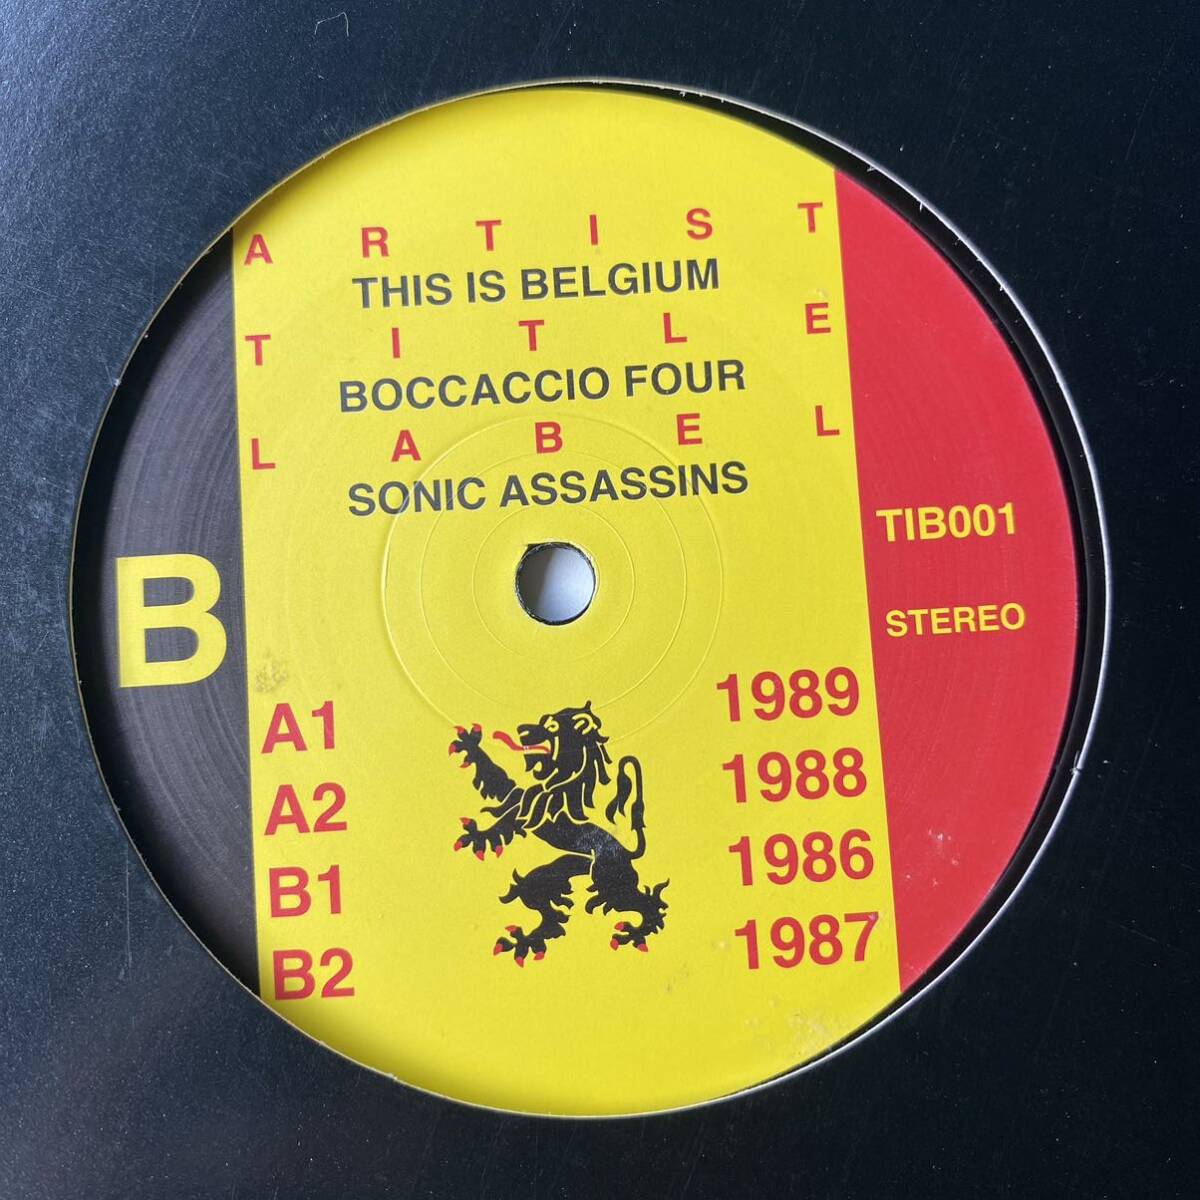 A R T I S T
THIS IS BELGIUM
T I T L E
BOCCACCIO FOUR
L A B E L
SONIC ASSASSINS
TIB001
STEREO
B
A1 1989
A2 1988
B1 1986
B2 1987